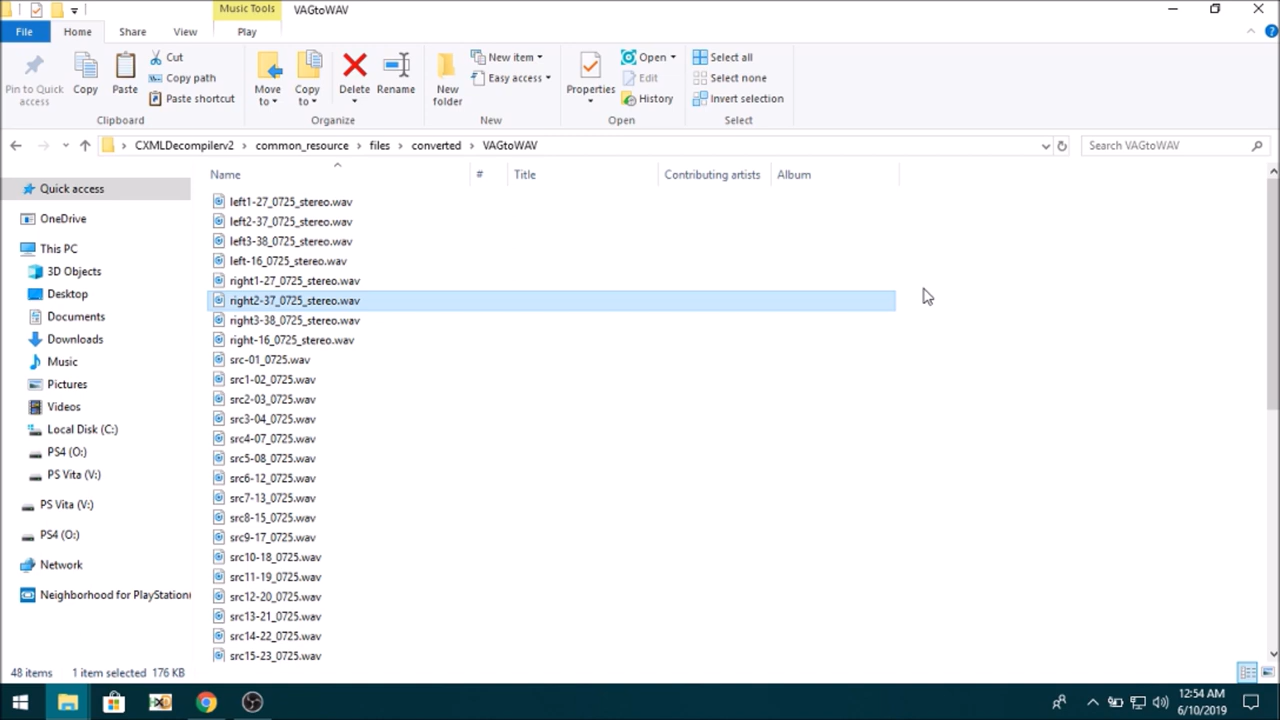 Music Tools
VAGtoWAV
File
Home
Share
View
Play
Pin to Quick access
Copy
Paste
Cut
Copy path
Paste shortcut
Clipboard
Move to
Copy to
Delete
Rename
Organize
New folder
New item
Easy access
New
Properties
Open
Edit
History
Open
Select all
Select none
Invert selection
Select
CXMLDecompilerv2 > common_resource > files > converted > VAGtoWAV
Search VAGtoWAV
Name
#
Title
Contributing artists
Album
Quick access
OneDrive
This PC
3D Objects
Desktop
Documents
Downloads
Music
Pictures
Videos
Local Disk (C:)
PS4 (O:)
PS Vita (V:)
PS Vita (V:)
PS4 (O:)
Network
Neighborhood for PlayStation
left1-27_0725_stereo.wav
left2-37_0725_stereo.wav
left3-38_0725_stereo.wav
left-16_0725_stereo.wav
right1-27_0725_stereo.wav
right2-37_0725_stereo.wav
right3-38_0725_stereo.wav
right-16_0725_stereo.wav
src-01_0725.wav
src1-02_0725.wav
src2-03_0725.wav
src3-04_0725.wav
src4-07_0725.wav
src5-08_0725.wav
src6-12_0725.wav
src7-13_0725.wav
src8-15_0725.wav
src9-17_0725.wav
src10-18_0725.wav
src11-19_0725.wav
src12-20_0725.wav
src13-21_0725.wav
src14-22_0725.wav
src15-23_0725.wav
48 items
1 item selected 176 KB
12:54 AM
6/10/2019